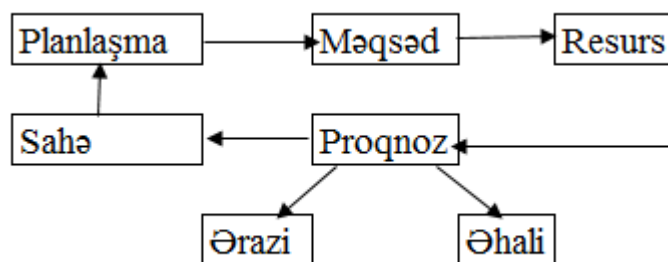 Planlaşma
Məqsəd
Resurs
Sahə
Proqnoz
Ərazi
Əhali